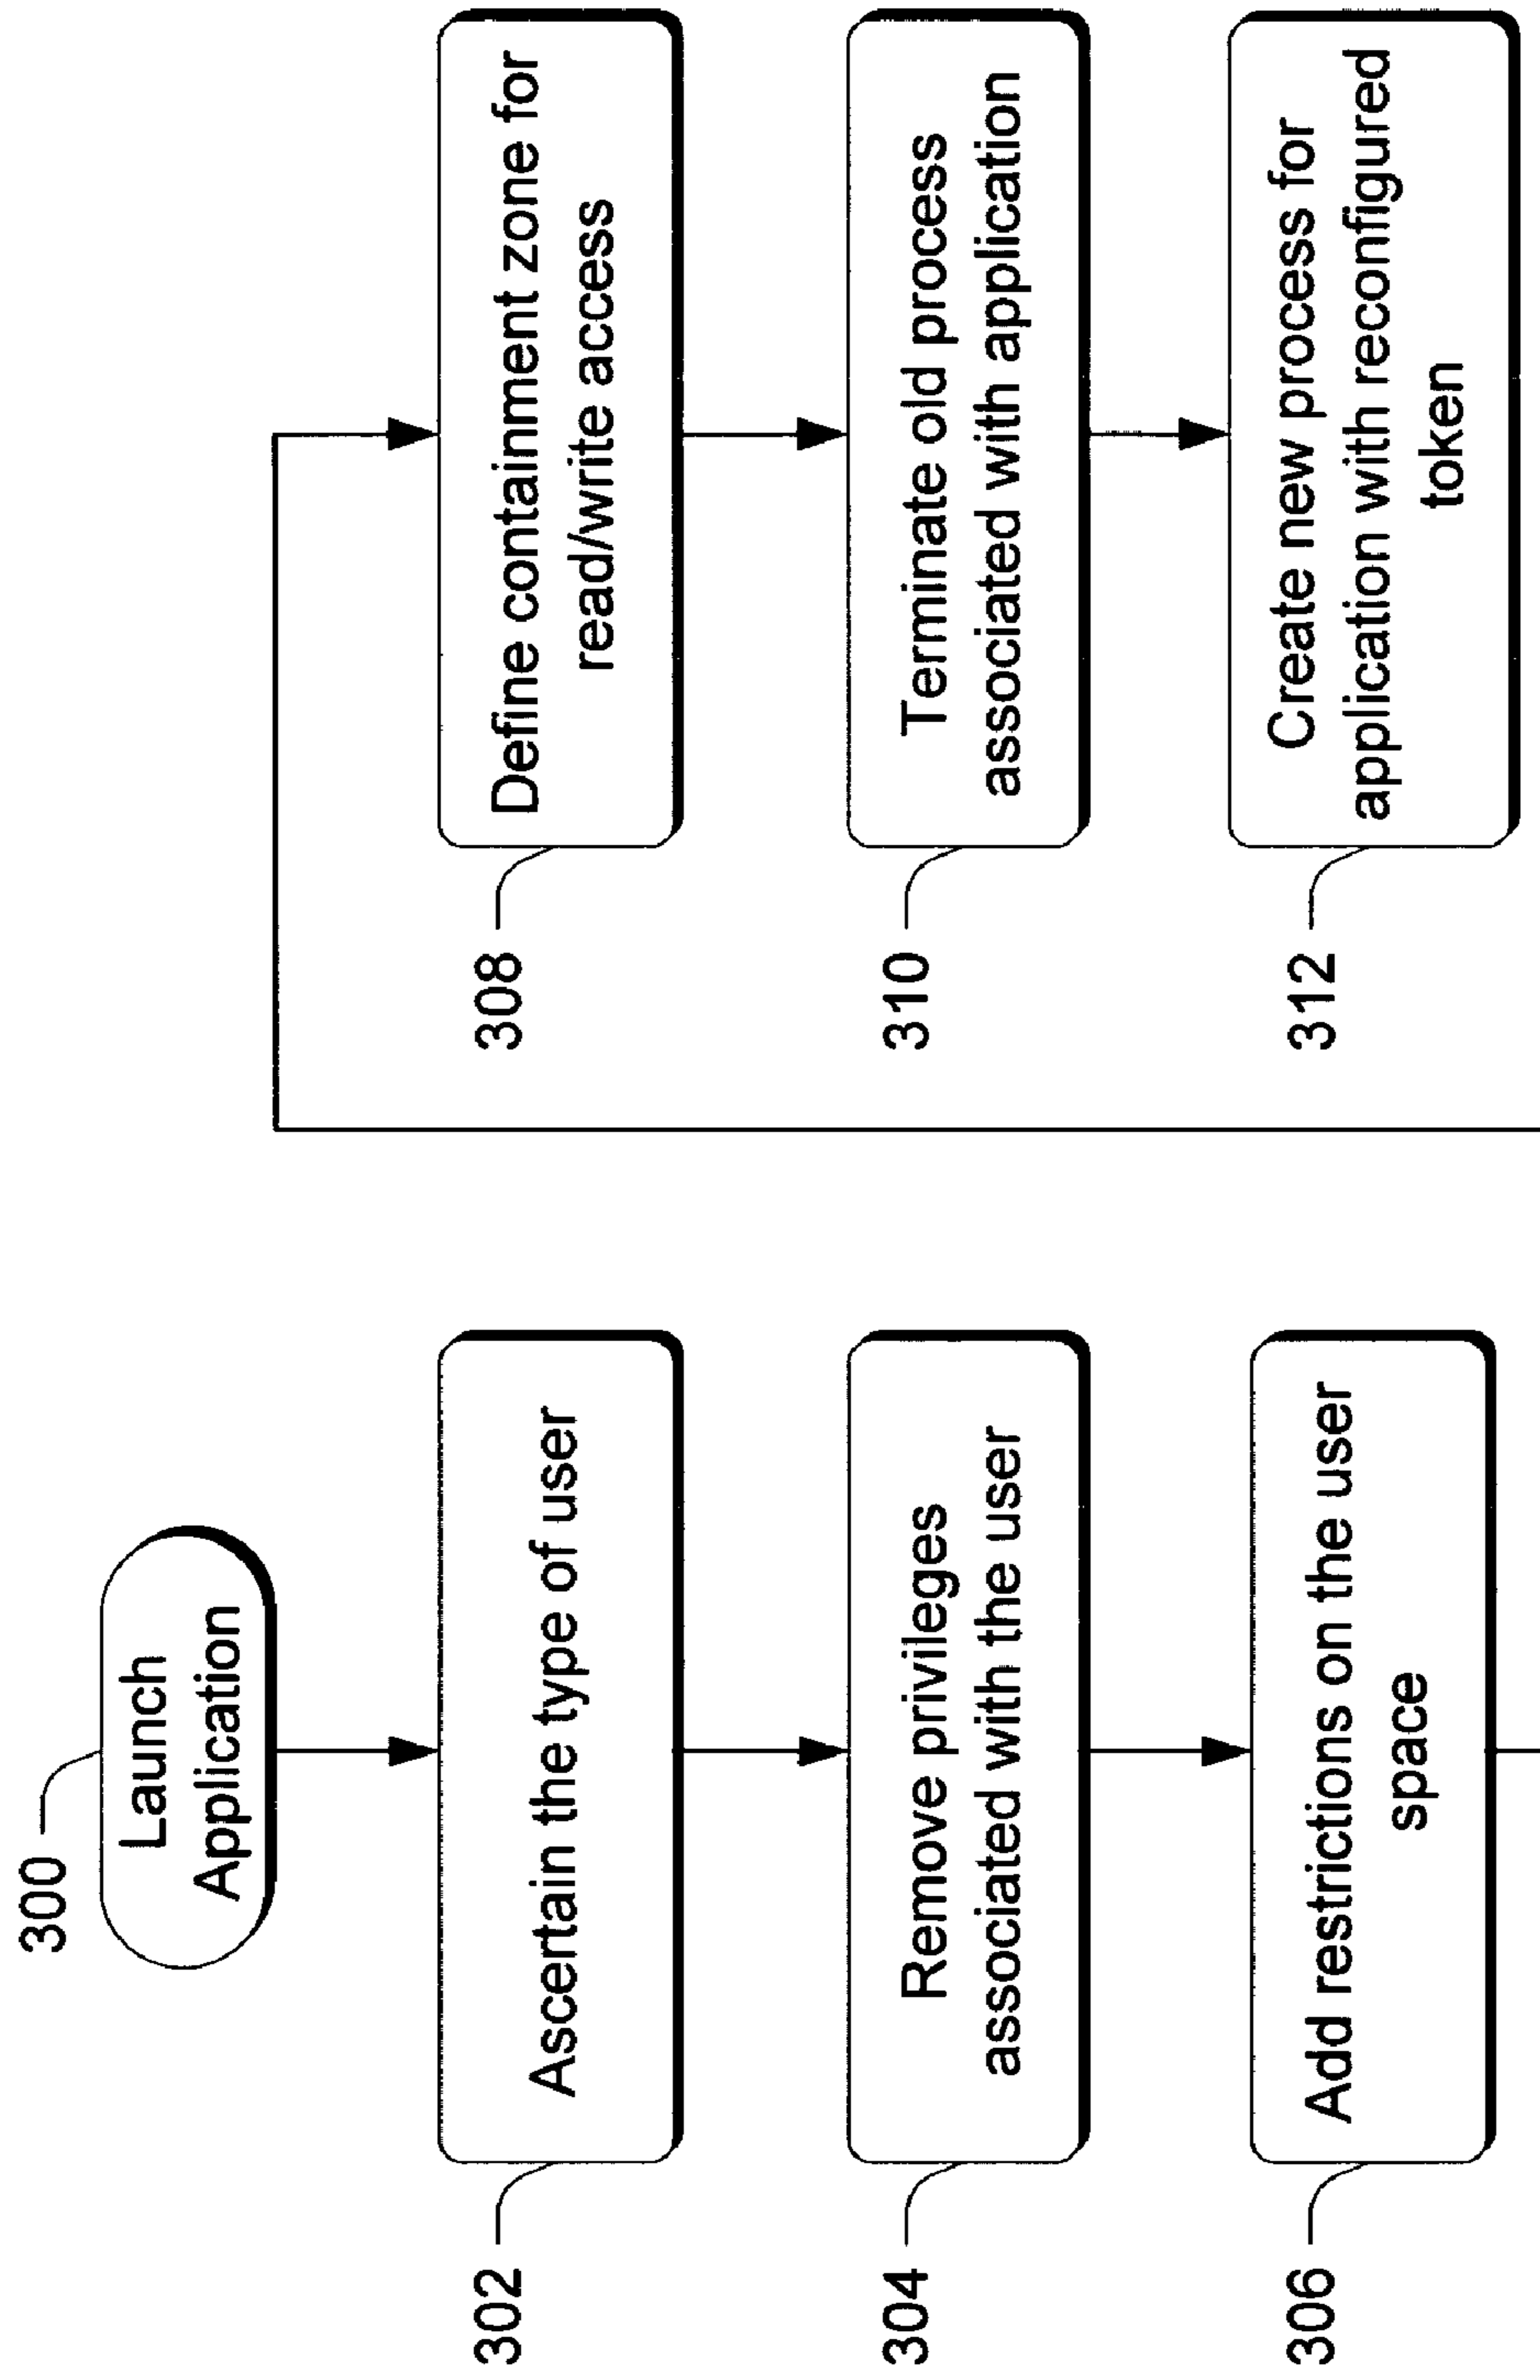 300
Launch
Application
302
Ascertain the type of user
304
Remove privileges
associated with the user
306
Add restrictions on the user
space
308
Define containment zone for
read/write access
310
Terminate old process
associated with application
312
Create new process for
application with reconfigured
token